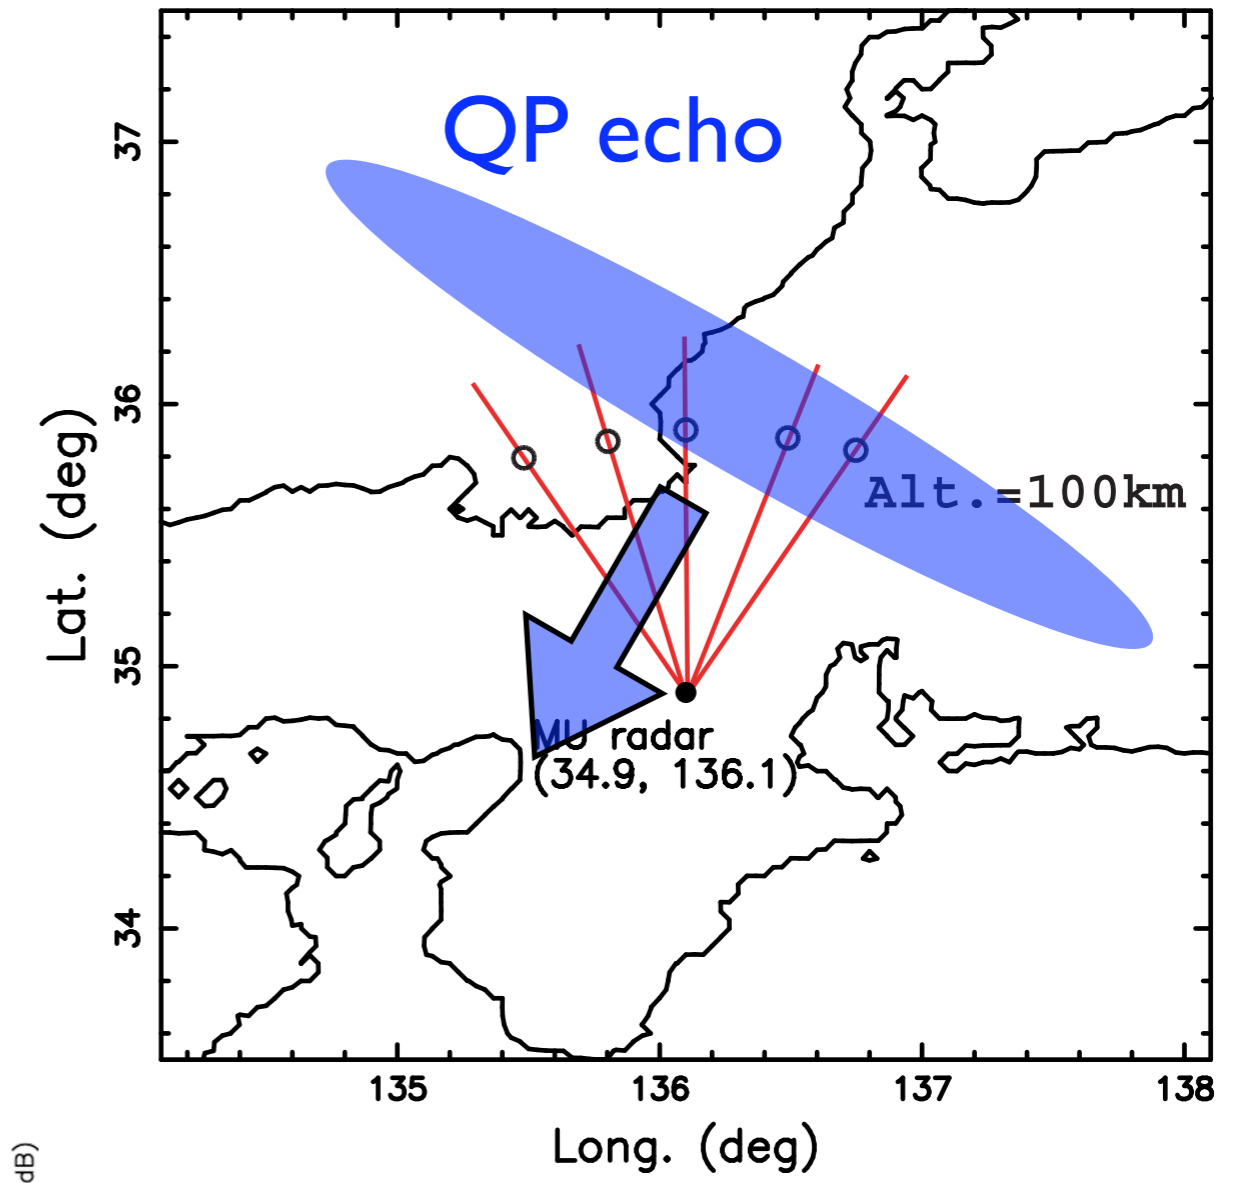 QP echo
37
36
35
34
Lat. (deg)
Alt.=100km
MU radar
(34.9, 136.1)
135 136 137 138
Long. (deg)
dB)